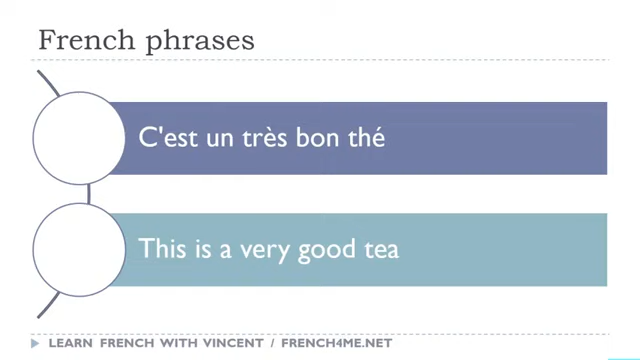 French phrases
C'est un très bon thé
This is a very good tea
LEARN FRENCH WITH VINCENT / FRENCH4ME.NET